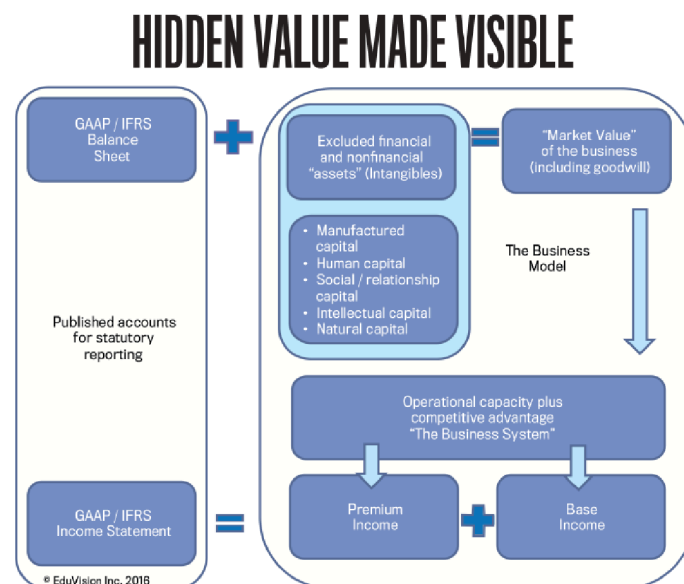 HIDDEN VALUE MADE VISIBLE
GAAP / IFRS
Balance
Sheet
Excluded financial
and nonfinancial
"assets" (Intangibles)
"Market Value"
of the business
(including goodwill)
• Manufactured
capital
• Human capital
• Social / relationship
capital
• Intellectual capital
• Natural capital
The Business
Model
Published accounts
for statutory
reporting
Operational capacity plus
competitive advantage
"The Business System"
GAAP / IFRS
Income Statement
Premium
Income
Base
Income
© EduVision Inc. 2016